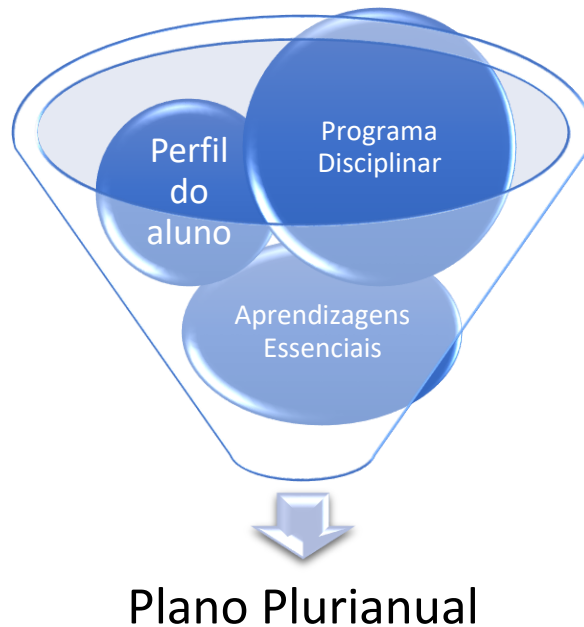 Perfil
do
aluno
Programa
Disciplinar
Aprendizagens
Essenciais
Plano Plurianual